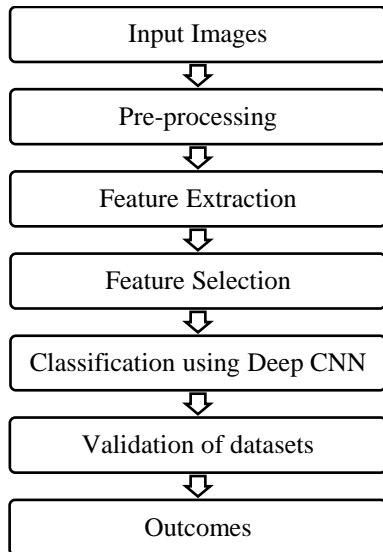 Input Images
Pre-processing
Feature Extraction
Feature Selection
Classification using Deep CNN
Validation of datasets
Outcomes